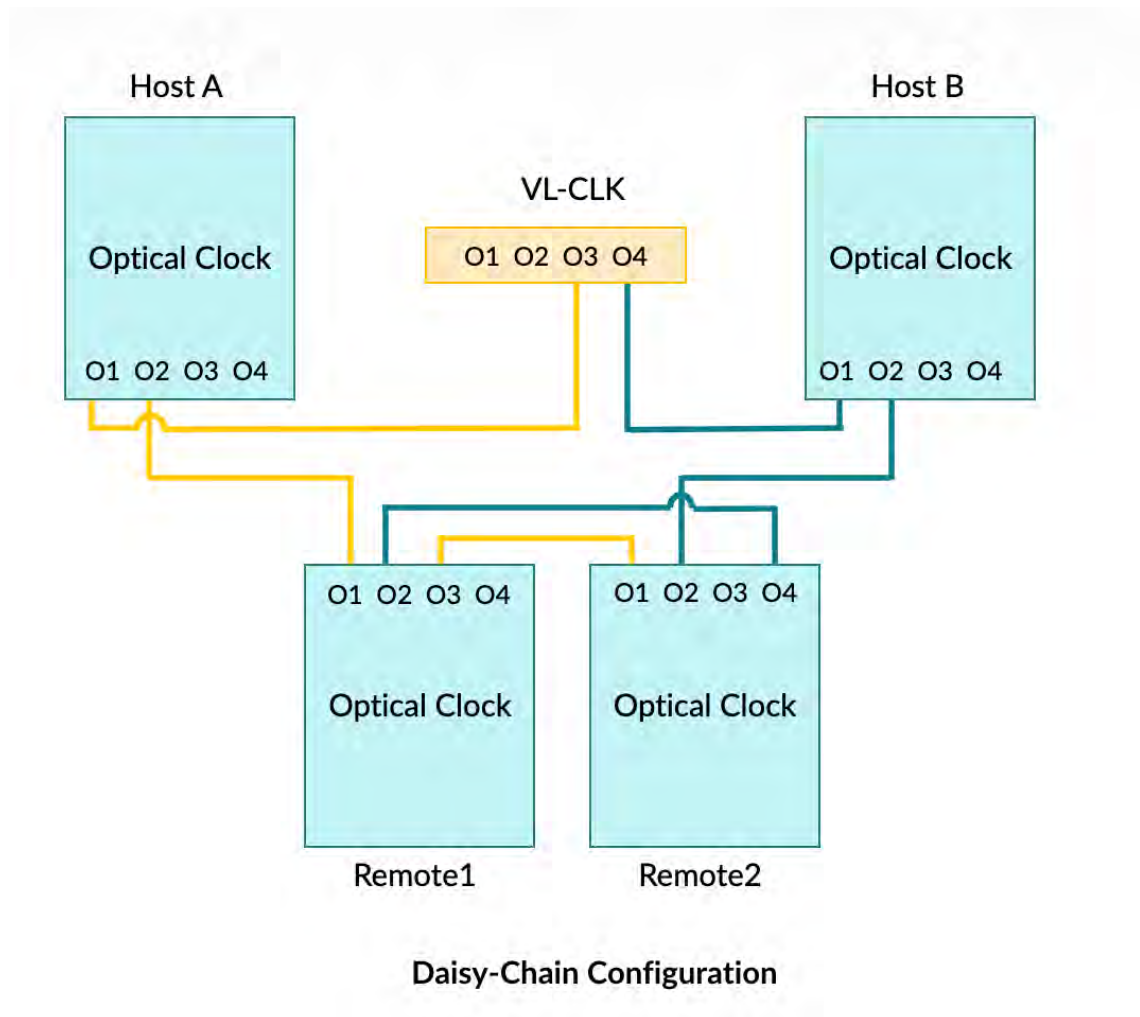 Host A
Host B
VL-CLK
O1 O2 O3 O4
Optical Clock
Optical Clock
O1 O2 O3 O4
O1 O2 O3 O4
O1 O2 O3 O4
O1 O2 O3 O4
Optical Clock
Optical Clock
Remote1
Remote2
Daisy-Chain Configuration